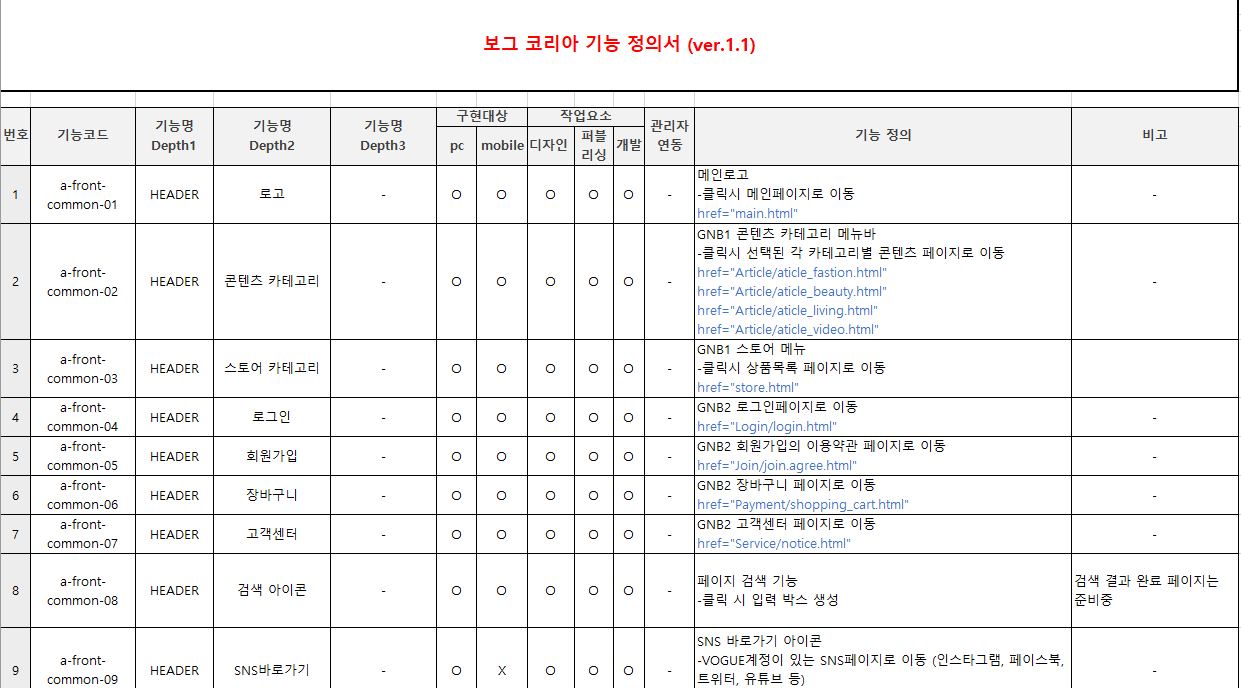 보그 코리아 기능 정의서 (ver.1.1)
번호 기능코드 기능명 Depth1 기능명 Depth2 기능명 Depth3 구현대상 작업요소 관리자 연동 기능 정의 비고
pc mobile 디자인 퍼블리싱 개발
1 a-front-common-01 HEADER 로고 - O O O O O - 메인로고 -
-클릭시 메인페이지로 이동
href="main.html"
2 a-front-common-02 HEADER 콘텐츠 카테고리 - O O O O O - GNB1 콘텐츠 카테고리 메뉴바 -
-클릭시 선택된 각 카테고리별 콘텐츠 페이지로 이동
href="Article/aticle_fastion.html"
href="Article/aticle_beauty.html"
href="Article/aticle_living.html"
href="Article/aticle_video.html"
3 a-front-common-03 HEADER 스토어 카테고리 - O O O O O - GNB1 스토어 메뉴
-클릭시 상품목록 페이지로 이동
href="store.html"
4 a-front-common-04 HEADER 로그인 - O O O O O - GNB2 로그인페이지로 이동 -
href="Login/login.html"
5 a-front-common-05 HEADER 회원가입 - O O O O O - GNB2 회원가입의 이용약관 페이지로 이동 -
href="Join/join.agree.html"
6 a-front-common-06 HEADER 장바구니 - O O O O O - GNB2 장바구니 페이지로 이동 -
href="Payment/shopping_cart.html"
7 a-front-common-07 HEADER 고객센터 - O O O O O - GNB2 고객센터 페이지로 이동 -
href="Service/notice.html"
8 a-front-common-08 HEADER 검색 아이콘 - O O O O O - 페이지 검색 기능 검색 결과 완료 페이지는
-클릭 시 입력 박스 생성 준비중
9 a-front-common-09 HEADER SNS바로가기 - O X O O O - SNS 바로가기 아이콘 -
-VOGUE계정이 있는 SNS페이지로 이동 (인스타그램, 페이스북,
트위터, 유튜브 등)